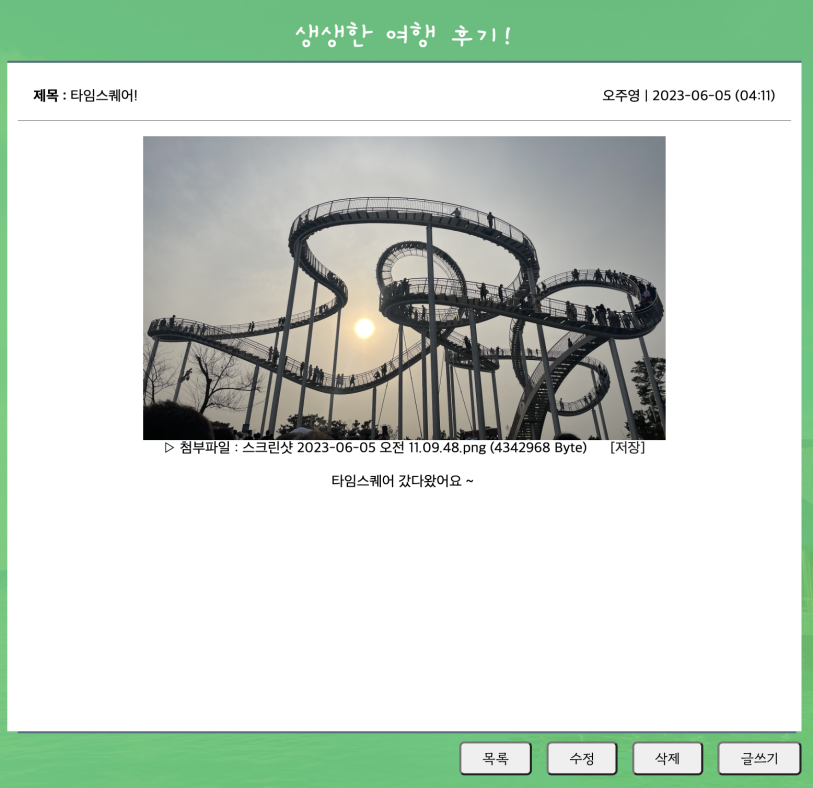 생생한 여행 후기!
제목 : 타임스퀘어!
오주영 | 2023-06-05 (04:11)
▷ 첨부파일 : 스크린샷 2023-06-05 오전 11.09.48.png (4342968 Byte) [저장]
타임스퀘어 갔다왔어요 ~
목록 수정 삭제 글쓰기